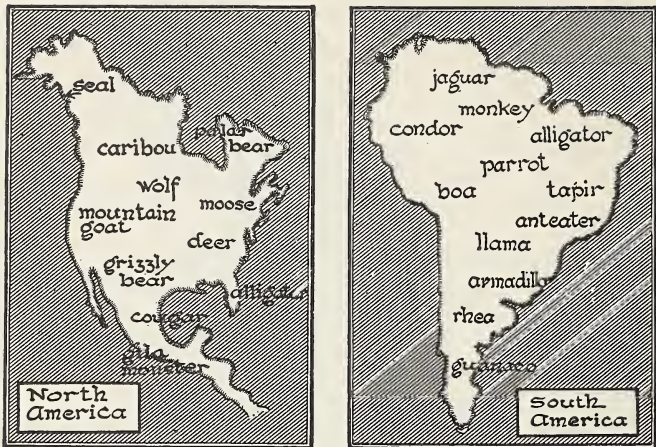 seal
polar
bear
caribou
wolf
moose
mountain
goat
deer
grizzly
bear
alligator
cougar
gila
monster
North
America
jaguar
monkey
condor
alligator
parrot
boa
tapir
anteater
llama
armadillo
rhea
guanaco
South
America